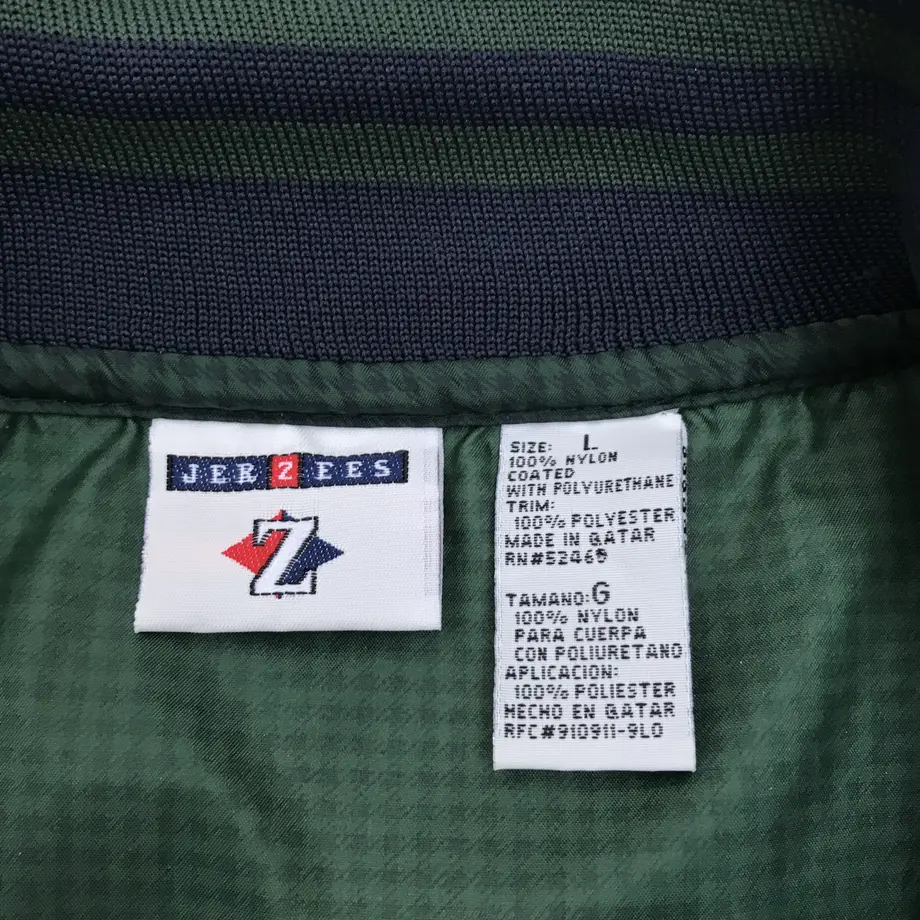 JERZEES
Z
SIZE: L
100% NYLON
COATED
WITH POLYURETHANE
TRIM:
100% POLYESTER
MADE IN QATAR
RN#52469
TAMANO: G
100% NYLON
PARA CUERPA
CON POLIURETANO
APLICACION:
100% POLIESTER
HECHO EN QATAR
RFC#910911-9L0